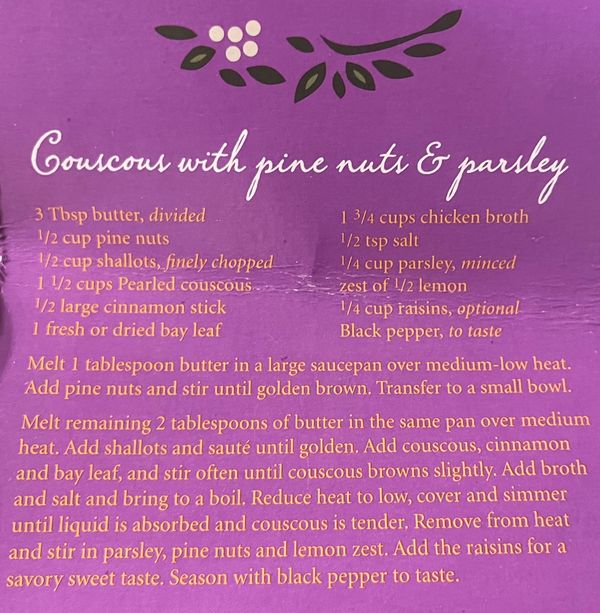 Couscous with pine nuts & parsley
3 Tbsp butter, divided
1/2 cup pine nuts
1/2 cup shallots, finely chopped
1 1/2 cups Pearled couscous
1/2 large cinnamon stick
1 fresh or dried bay leaf
1 3/4 cups chicken broth
1/2 tsp salt
1/4 cup parsley, minced
zest of 1/2 lemon
1/4 cup raisins, optional
Black pepper, to taste
Melt 1 tablespoon butter in a large saucepan over medium-low heat.
Add pine nuts and stir until golden brown. Transfer to a small bowl.
Melt remaining 2 tablespoons of butter in the same pan over medium
heat. Add shallots and sauté until golden. Add couscous, cinnamon
and bay leaf, and stir often until couscous browns slightly. Add broth
and salt and bring to a boil. Reduce heat to low, cover and simmer
until liquid is absorbed and couscous is tender. Remove from heat
and stir in parsley, pine nuts and lemon zest. Add the raisins for a
savory sweet taste. Season with black pepper to taste.